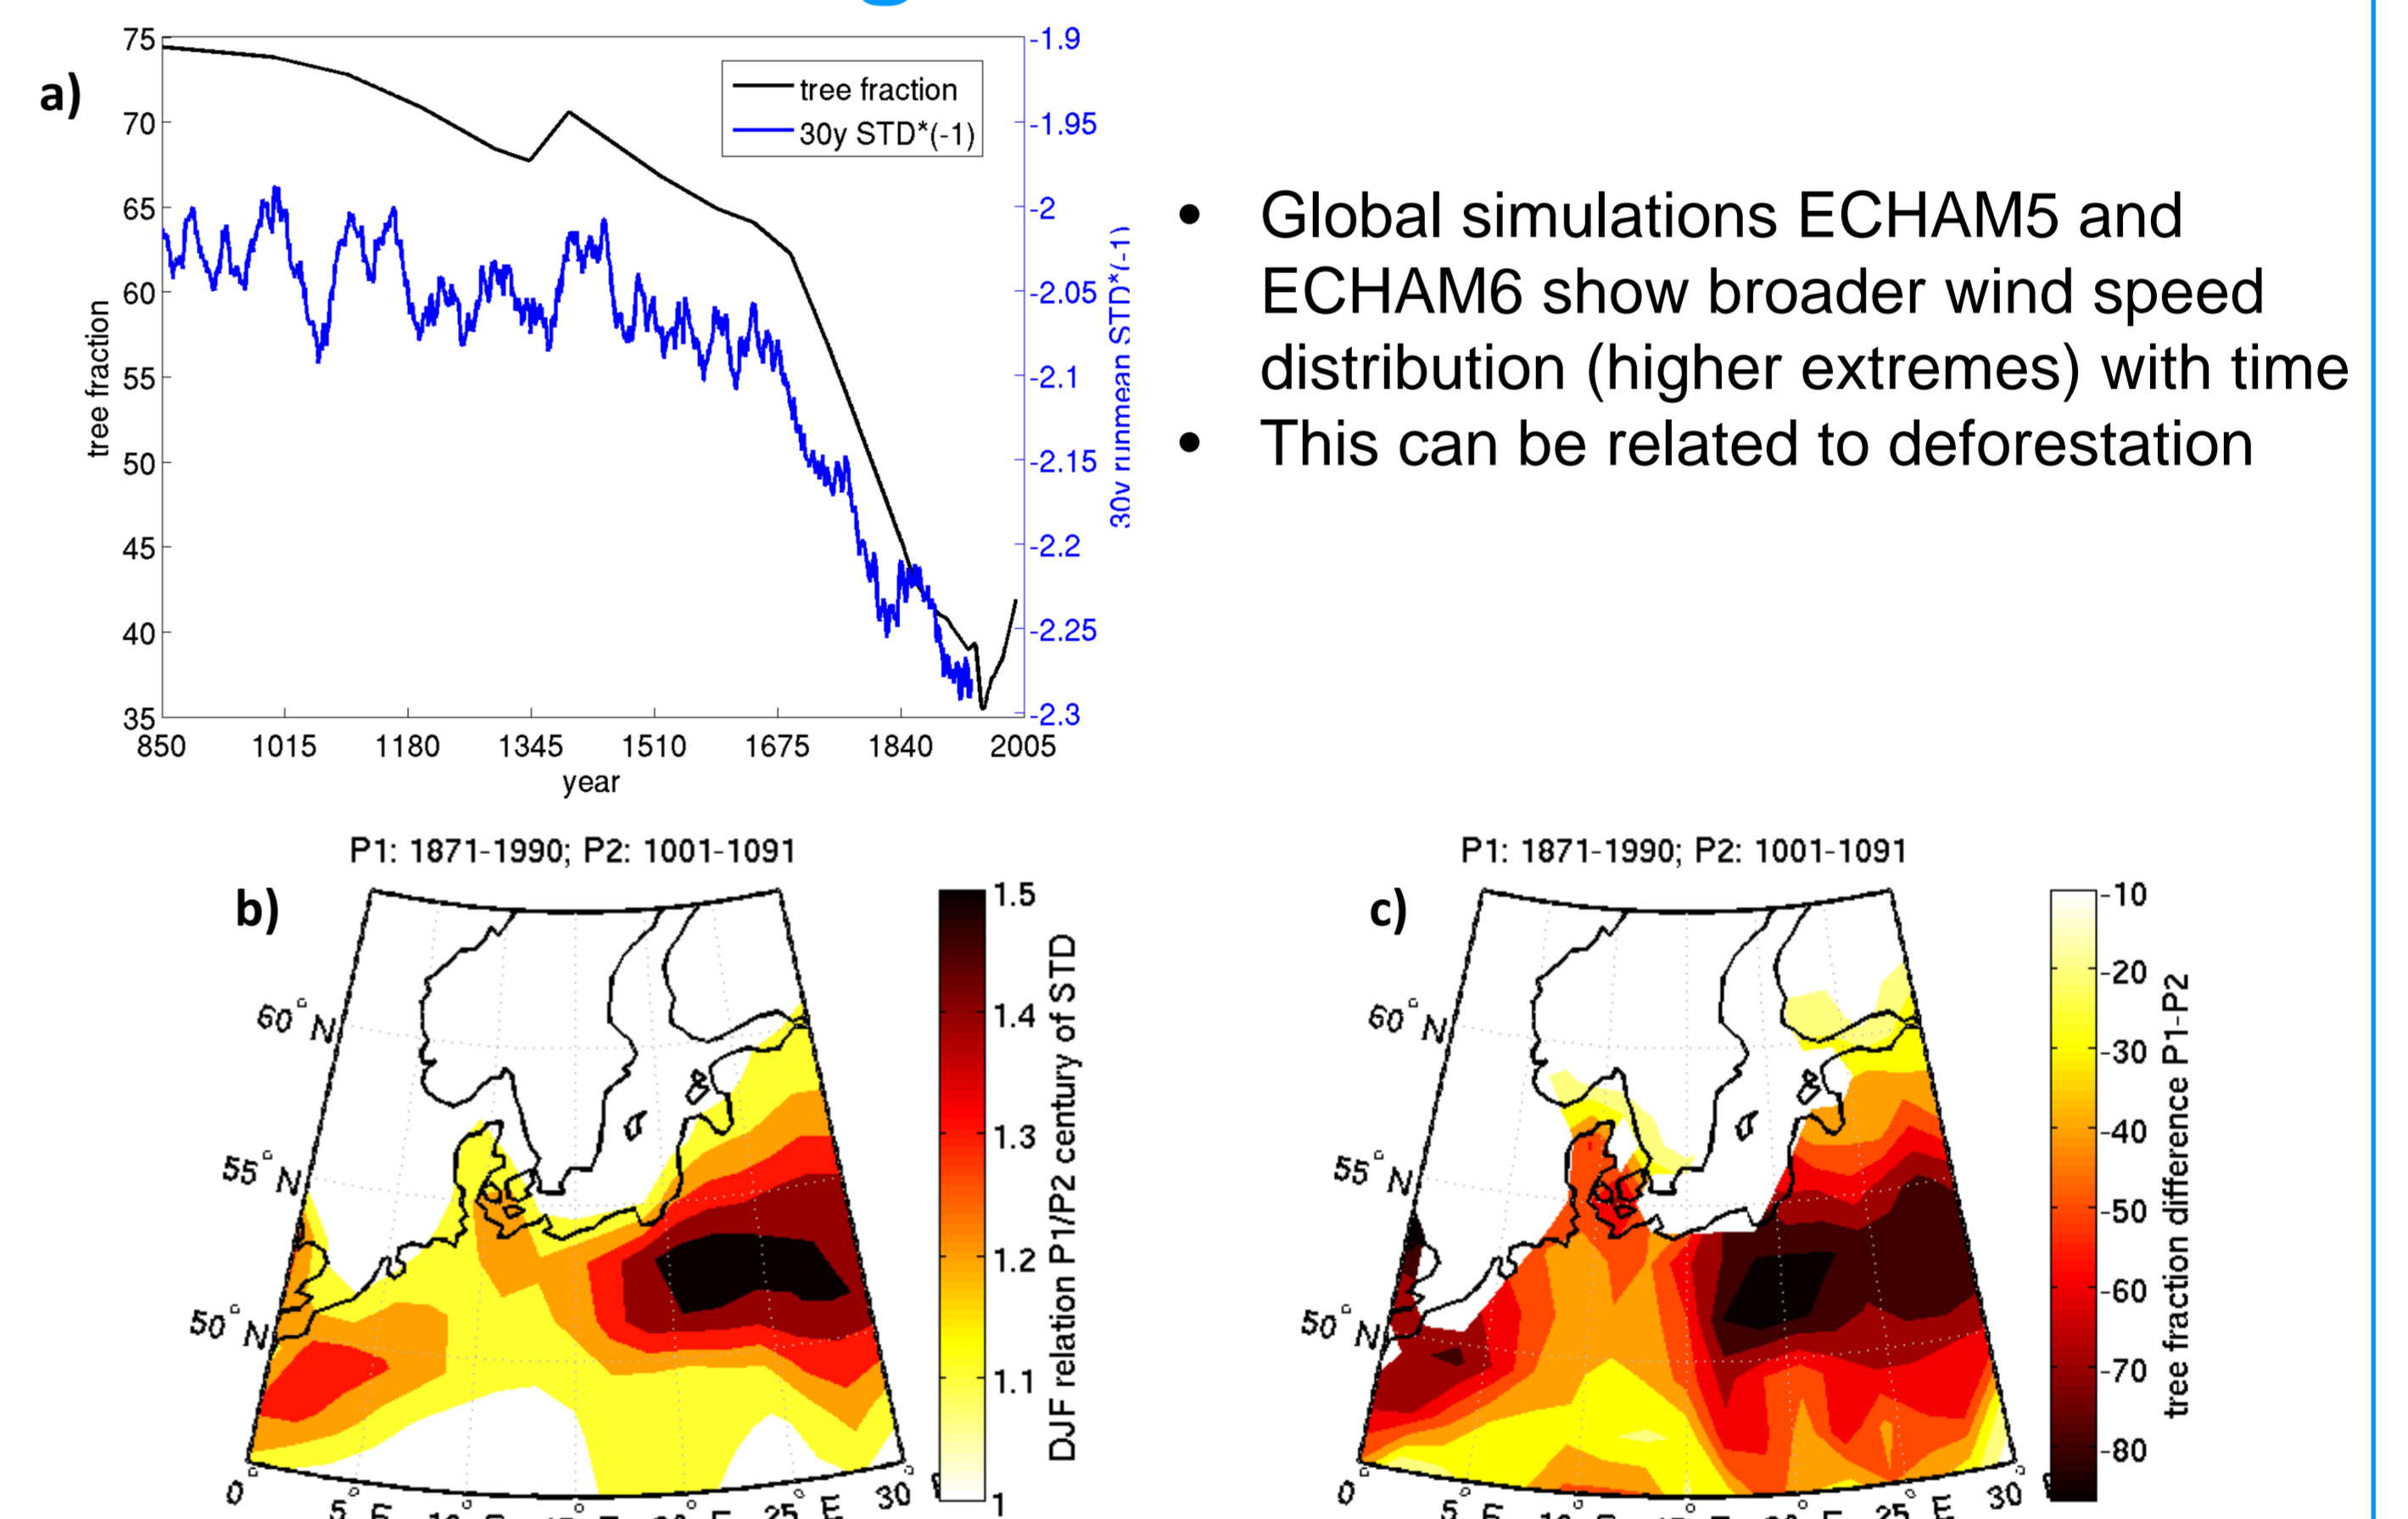 a)
75
70
65
60
55
50
45
40
35
tree fraction
850 1015 1180 1345 1510 1675 1840 2005
year
tree fraction
30y STD*(-1)
-1.9
-1.95
-2
-2.05
-2.1
-2.15
-2.2
-2.25
-2.3
30y runmean STD*(-1)
• Global simulations ECHAM5 and
ECHAM6 show broader wind speed
distribution (higher extremes) with time
• This can be related to deforestation
P1: 1871-1990; P2: 1001-1091
b)
60° N
55° N
50° N
0° 5° 25° E 30°
1.5
1.4
1.3
1.2
1.1
1
DJF relation P1/P2 century of STD
P1: 1871-1990; P2: 1001-1091
c)
60° N
55° N
50° N
0° 5° 25° E 30°
-10
-20
-30
-40
-50
-60
-70
-80
tree fraction difference P1-P2